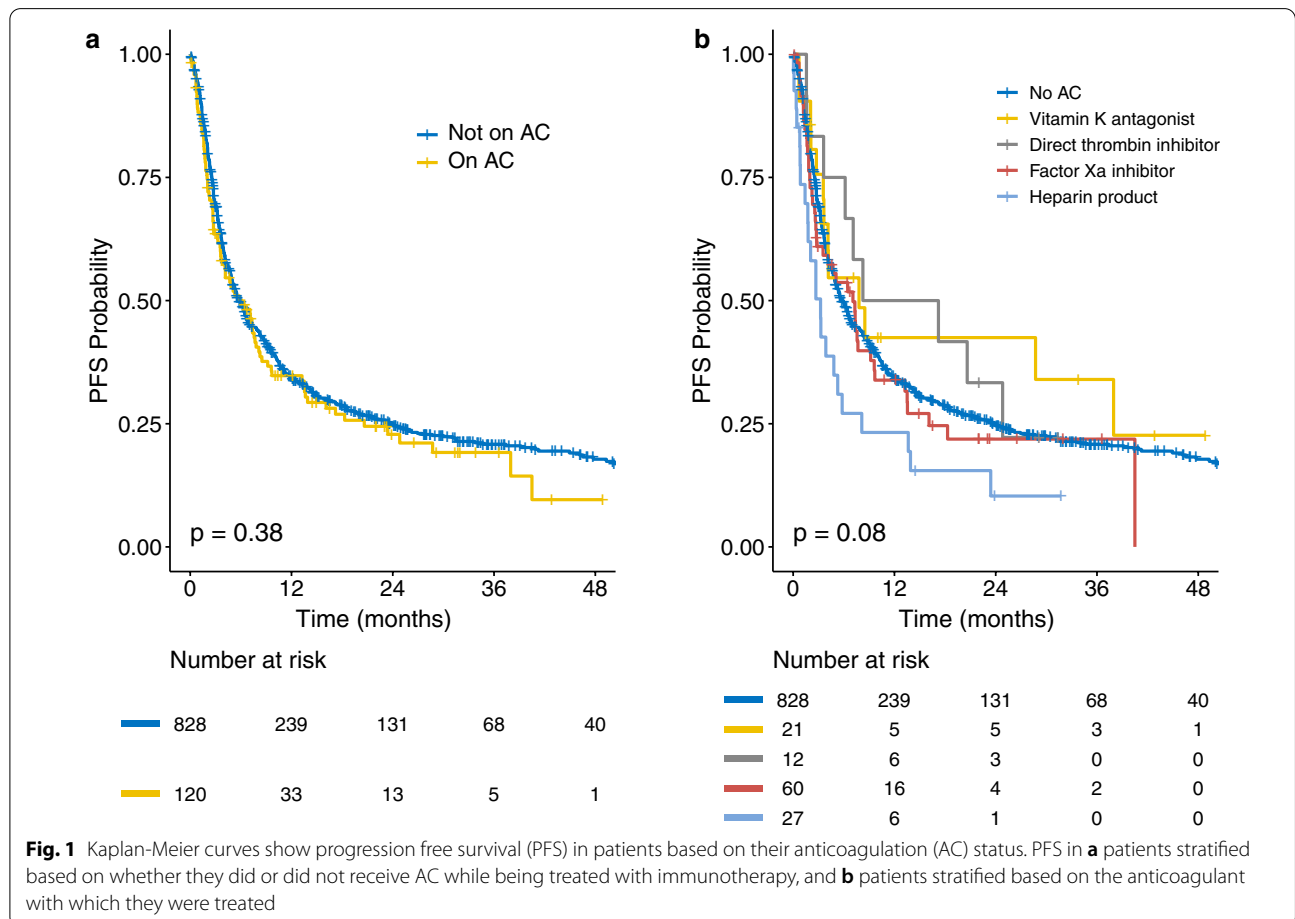 a
1.00
0.75
0.50
0.25
0.00
PFS Probability
Not on AC
On AC
p = 0.38
0 12 24 36 48
Time (months)
Number at risk
828 239 131 68 40
120 33 13 5 1
b
1.00
0.75
0.50
0.25
0.00
PFS Probability
No AC
Vitamin K antagonist
Direct thrombin inhibitor
Factor Xa inhibitor
Heparin product
p = 0.08
0 12 24 36 48
Time (months)
Number at risk
828 239 131 68 40
21 5 5 3 1
12 6 3 0 0
60 16 4 2 0
27 6 1 0 0
Fig. 1 Kaplan-Meier curves show progression free survival (PFS) in patients based on their anticoagulation (AC) status. PFS in a patients stratified
based on whether they did or did not receive AC while being treated with immunotherapy, and b patients stratified based on the anticoagulant
with which they were treated